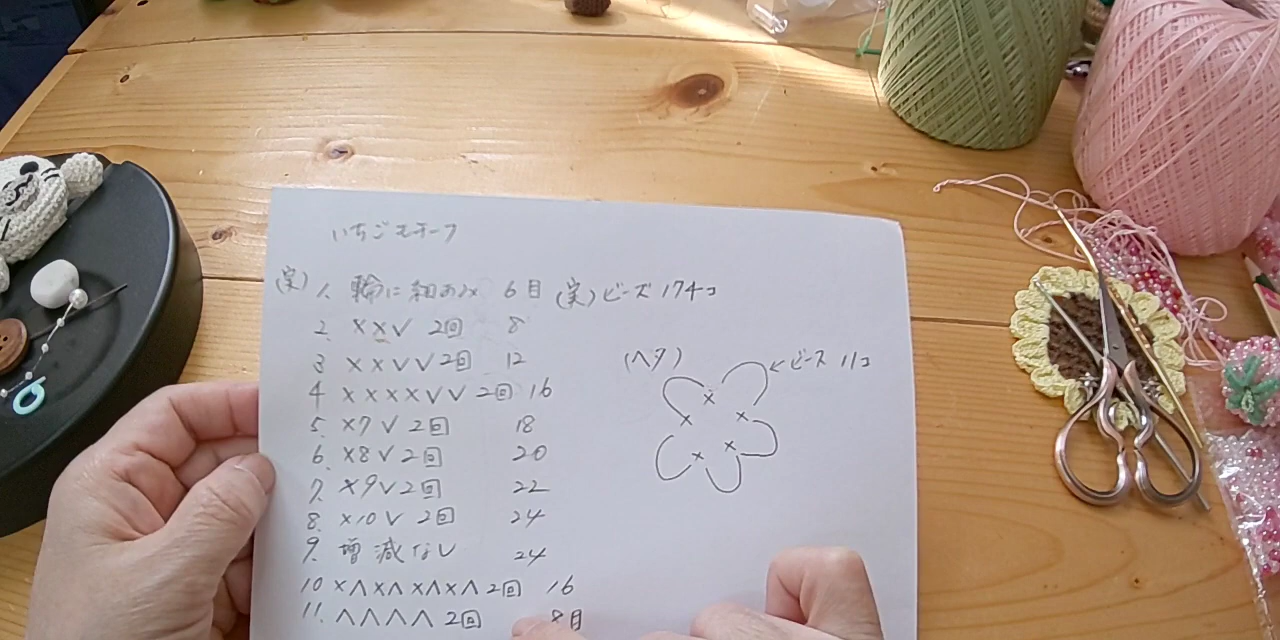 いちごモチーフ
(実) 1. 輪に細あみ 6目 (実) ビーズ 174コ
2. ××∨ 2回 8
3 ××∨∨ 2回 12
4 ××××∨∨ 2回 16
5. ×7∨ 2回 18
6. ×8∨ 2回 20
7. ×9∨ 2回 22
8. ×10∨ 2回 24
9. 増減なし 24
10 ×∧×∧×∧×∧ 2回 16
11. ∧∧∧∧ 2回 8目
(ヘタ)
←ビーズ 11コ